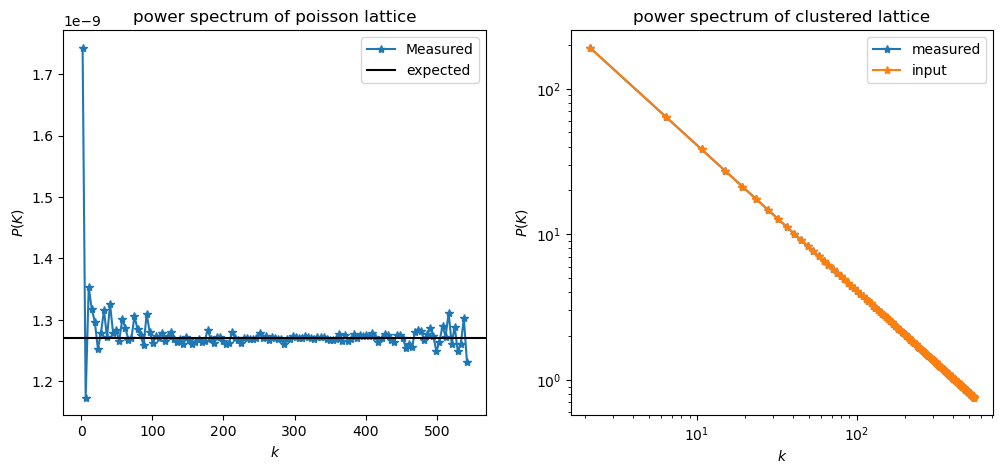 power spectrum of poisson lattice
1e−9
1.7
1.6
1.5
1.4
1.3
1.2
P(K)
0
100
200
300
400
500
k
Measured
expected
power spectrum of clustered lattice
10²
10¹
10⁰
P(K)
10¹
10²
k
measured
input